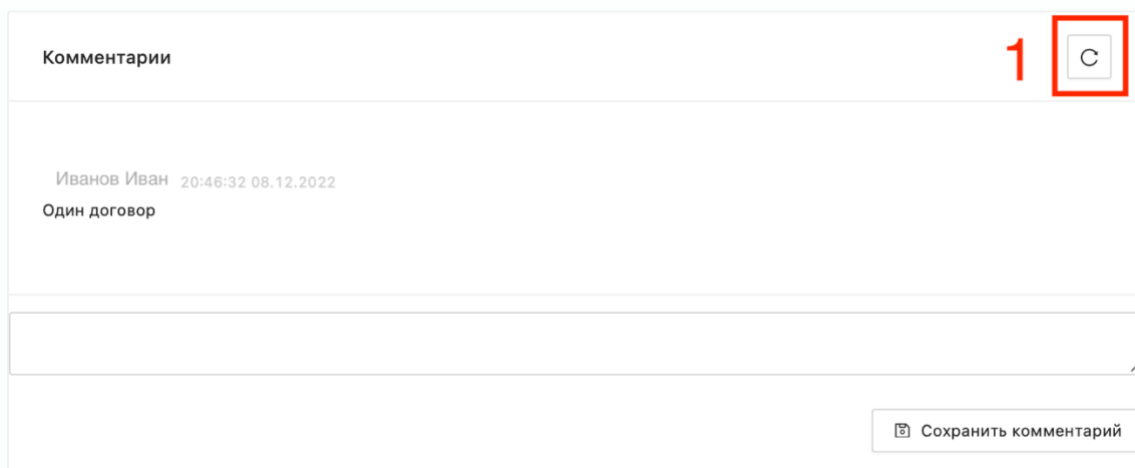 Комментарии 1
Иванов Иван 20:46:32 08.12.2022
Один договор
Сохранить комментарий